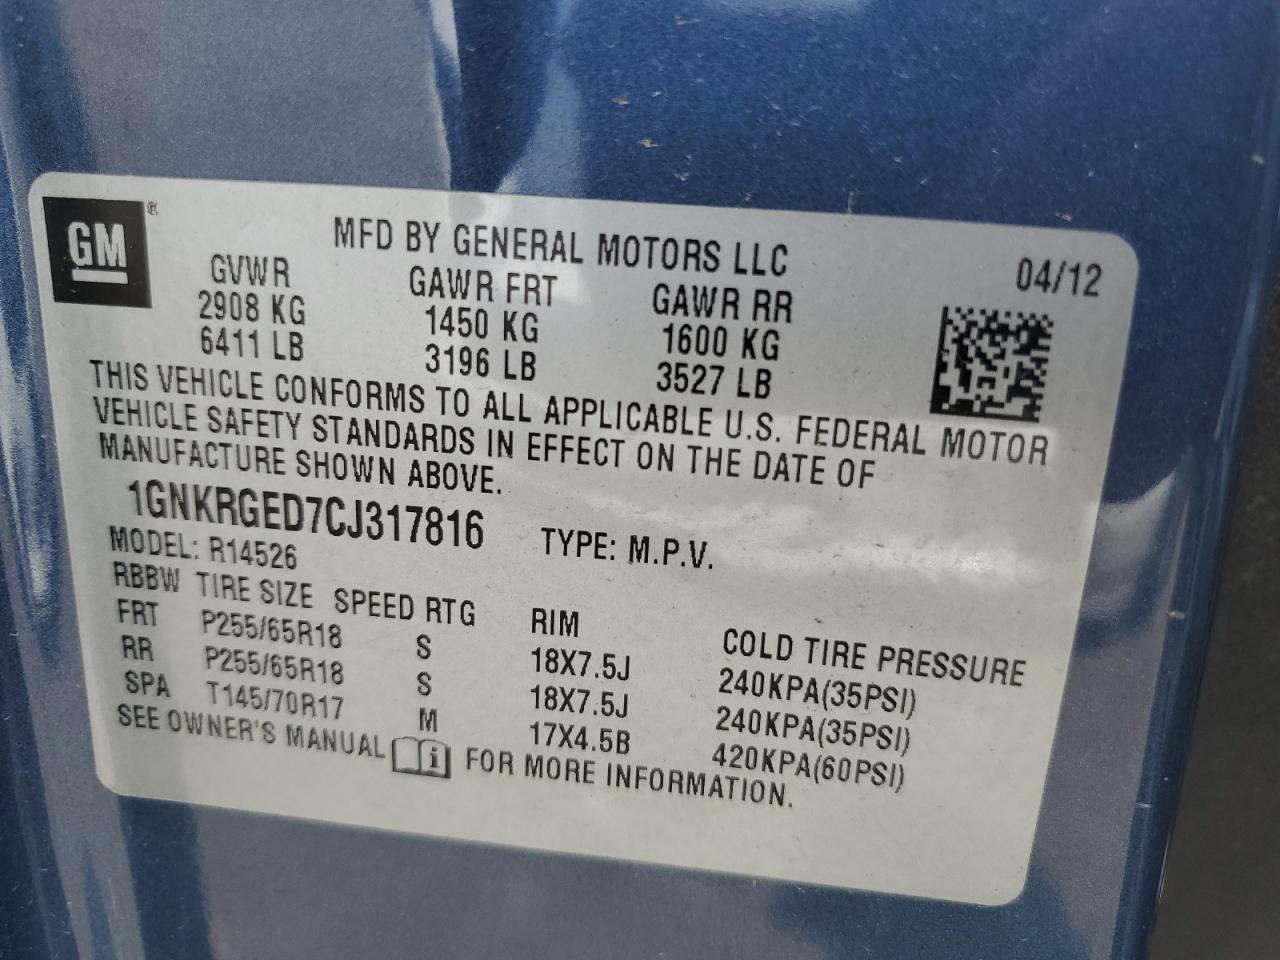 GM ®
MFD BY GENERAL MOTORS LLC 04/12
GVWR GAWR FRT GAWR RR
2908 KG 1450 KG 1600 KG
6411 LB 3196 LB 3527 LB
THIS VEHICLE CONFORMS TO ALL APPLICABLE U.S. FEDERAL MOTOR
VEHICLE SAFETY STANDARDS IN EFFECT ON THE DATE OF
MANUFACTURE SHOWN ABOVE.
1GNKRGED7CJ317816 TYPE: M.P.V.
MODEL: R14526
RBBW TIRE SIZE SPEED RTG RIM COLD TIRE PRESSURE
FRT P255/65R18 S 18X7.5J 240KPA(35PSI)
RR P255/65R18 S 18X7.5J 240KPA(35PSI)
SPA T145/70R17 M 17X4.5B 420KPA(60PSI)
SEE OWNER'S MANUAL i FOR MORE INFORMATION.